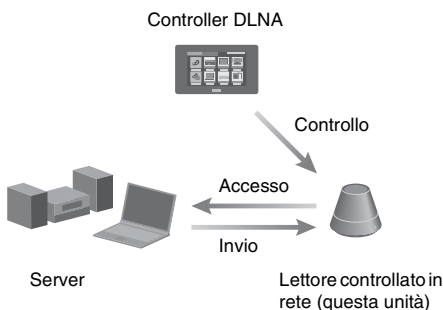 Controller DLNA
Controllo
Accesso
Invio
Server
Lettore controllato in
rete (questa unità)